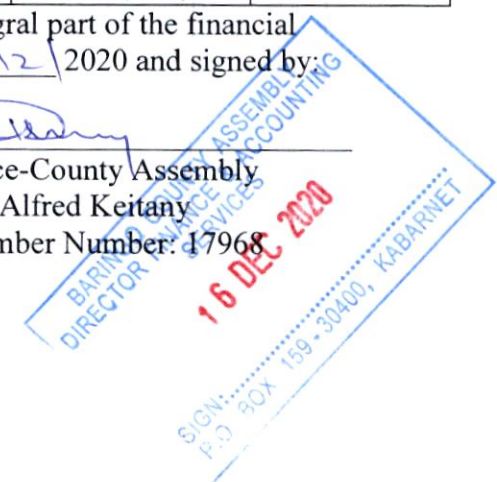 gral part of the financial
12 2020 and signed by:
ce-County Assembly
Alfred Keitany
mber Number: 17968
BARINGO COUNTY ASSEMBLY
DIRECTOR FINANCE & ACCOUNTING
SERVICES
16 DEC 2020
SIGN:..............................
P.O BOX 159-30400, KABARNET